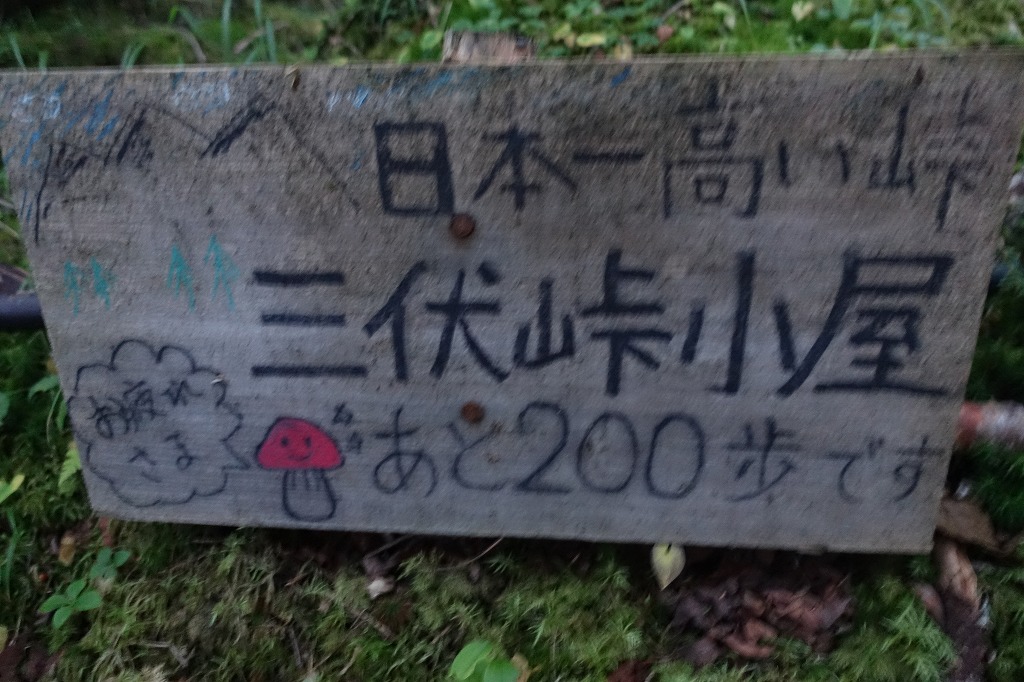 日本一高い峠
三伏峠小屋
あと200歩です
お疲れ
さま